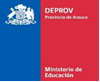 DEPROV
Provincia de Arauco
Ministerio de
Educación